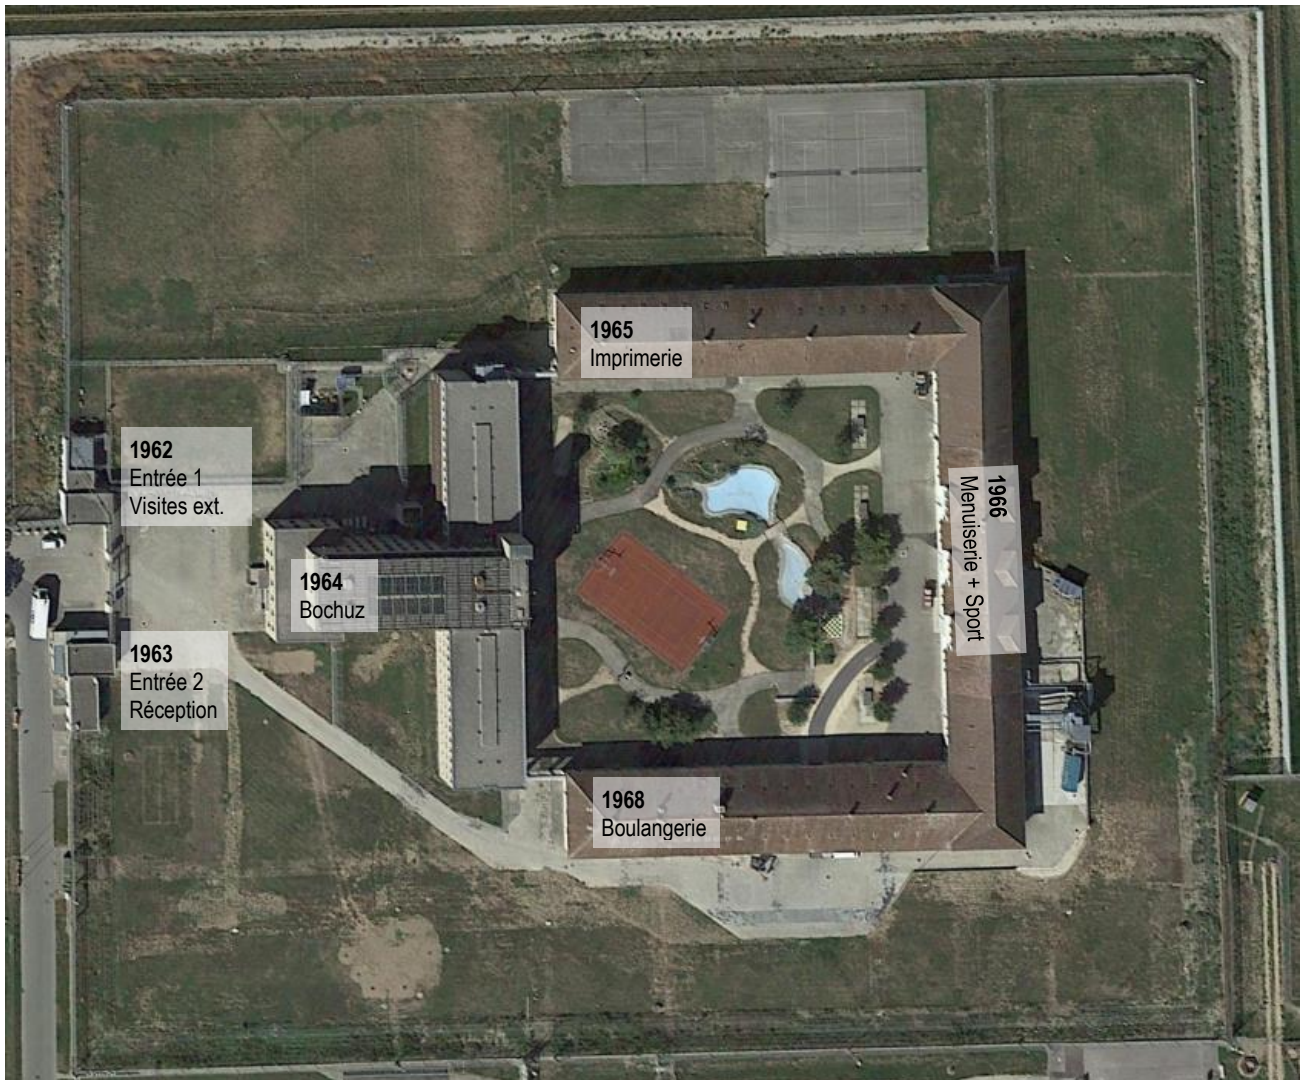 1965
Imprimerie
1962
Entrée 1
Visites ext.
1966
Menuiserie + Sport
1964
Bochuz
1963
Entrée 2
Réception
1968
Boulangerie